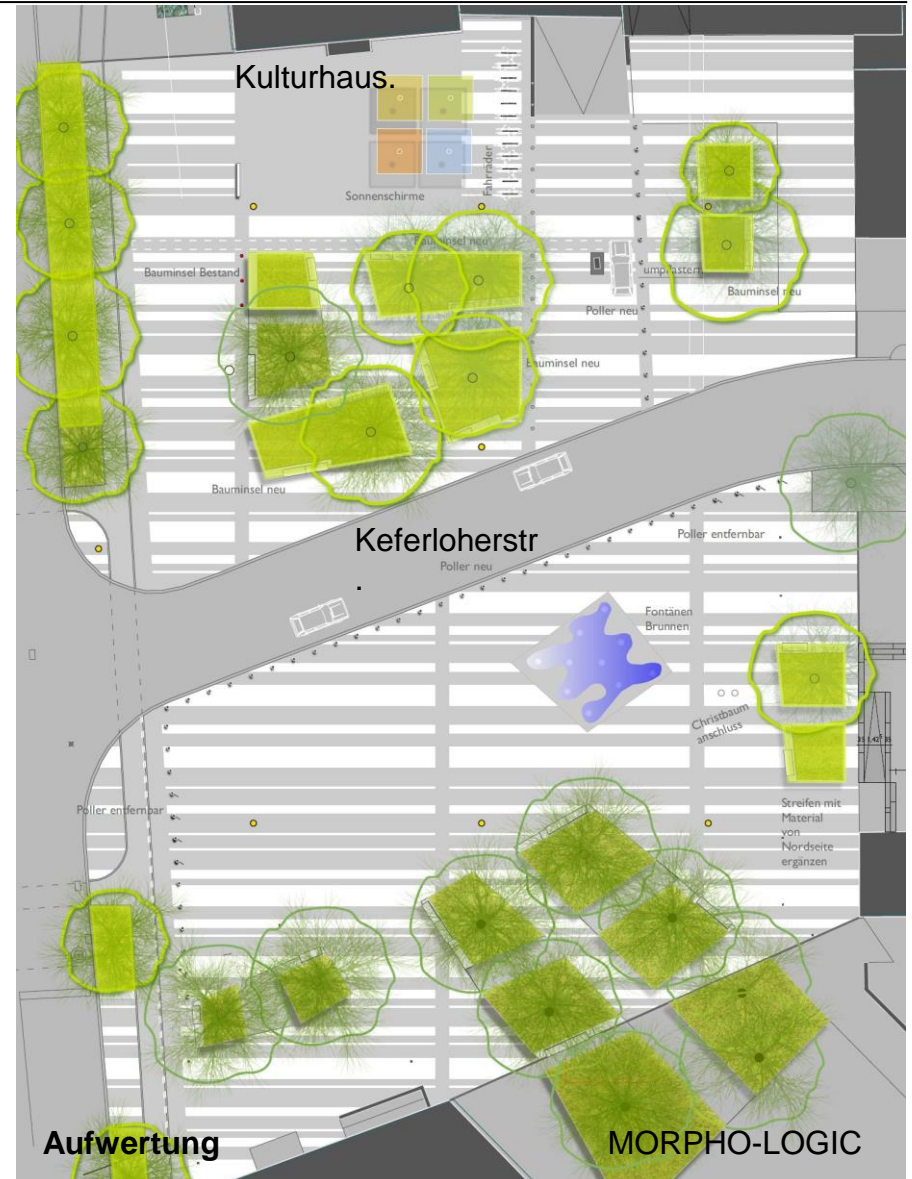 Kulturhaus.
Fahrräder
Sonnenschirme
Bauminsel neu
Bauminsel Bestand
umpflastern
Bauminsel neu
Poller neu
Bauminsel neu
Bauminsel neu
Keferloherstr
.
Poller entfernbar
Poller neu
Fontänen
Brunnen
Christbaum
anschluss
Poller entfernbar
Streifen mit
Material
von
Nordseite
ergänzen
Aufwertung
MORPHO-LOGIC